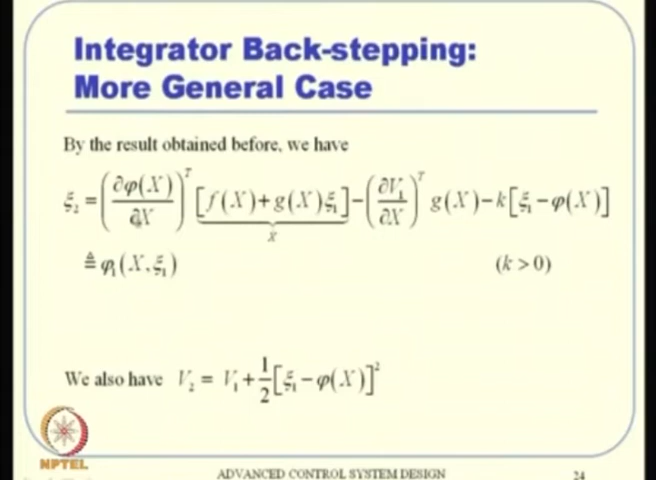 Integrator Back-stepping:
More General Case
By the result obtained before, we have
ξ₂ = (∂φ(X)/∂X)ᵀ [f(X)+g(X)ξ₁] − (∂V₁/∂X)ᵀ g(X) − k[ξ₁ − φ(X)]
Ẋ
≜ φ₁(X, ξ₁) (k > 0)
We also have V₂ = V₁ + 1/2 [ξ₁ − φ(X)]²
NPTEL
ADVANCED CONTROL SYSTEM DESIGN 24